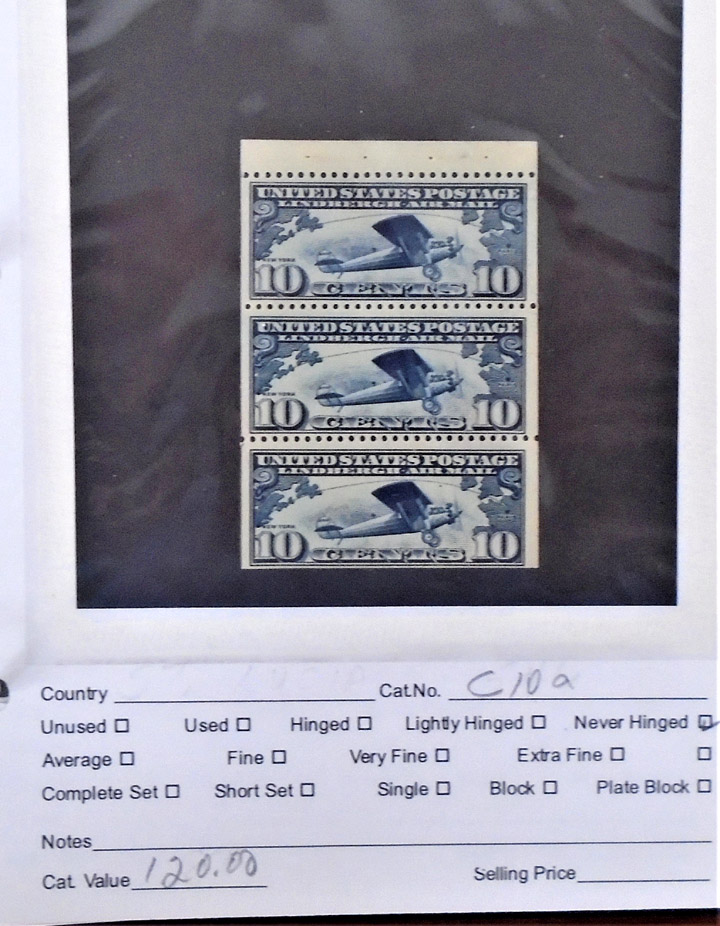 UNITED STATES POSTAGE
LINDBERGH AIR MAIL
NEW YORK
10 CENTS 10
UNITED STATES POSTAGE
LINDBERGH AIR MAIL
NEW YORK
10 CENTS 10
UNITED STATES POSTAGE
LINDBERGH AIR MAIL
NEW YORK
10 CENTS 10
Country Cat.No. C10a
Unused Used Hinged Lightly Hinged Never Hinged
Average Fine Very Fine Extra Fine
Complete Set Short Set Single Block Plate Block
Notes
Cat. Value 120.00 Selling Price